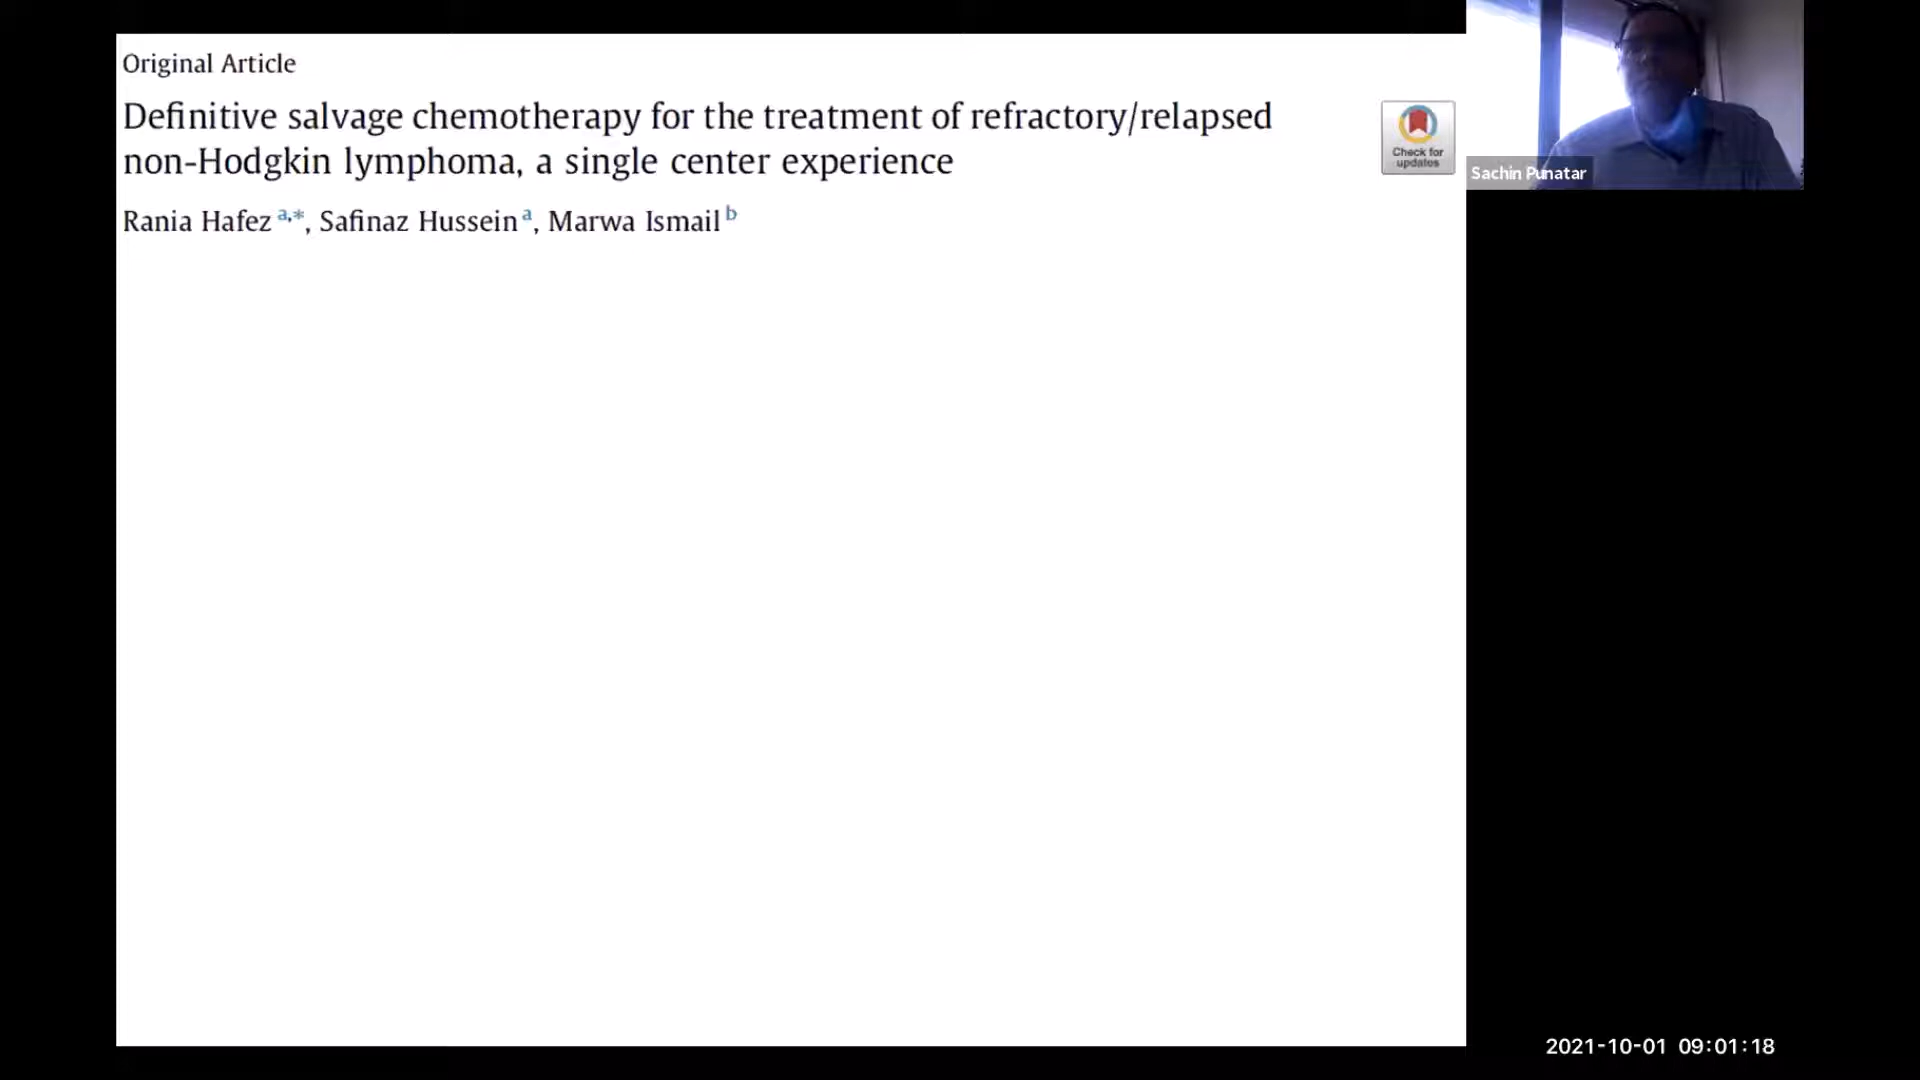 Original Article
Definitive salvage chemotherapy for the treatment of refractory/relapsed
non-Hodgkin lymphoma, a single center experience
Rania Hafez a,*, Safinaz Hussein a, Marwa Ismail b
Check for
updates
Sachin Punatar
2021-10-01 09:01:18